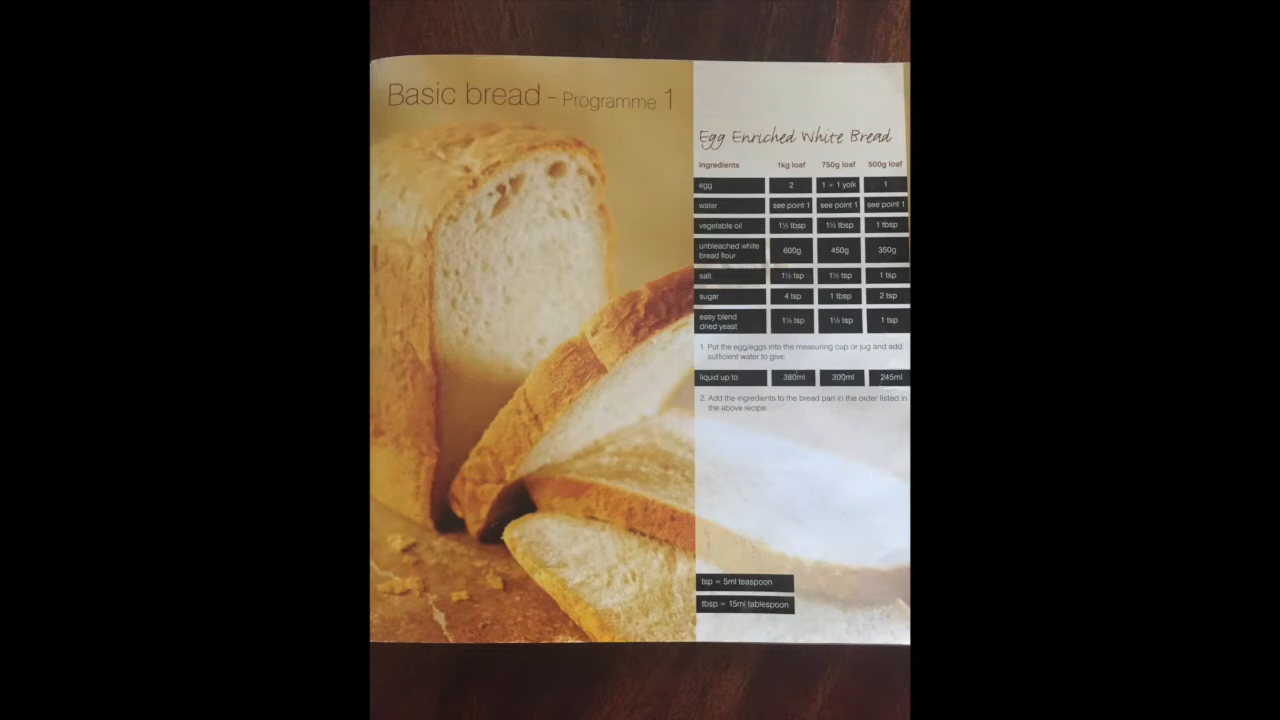 Basic bread - Programme 1
Egg Enriched White Bread
ingredients 1kg loaf 750g loaf 500g loaf
egg 2 1 + 1 yolk 1
water see point 1 see point 1 see point 1
vegetable oil 1½ tbsp 1½ tbsp 1 tbsp
unbleached white
bread flour 600g 450g 350g
salt 1½ tsp 1½ tsp 1 tsp
sugar 4 tsp 1 tbsp 2 tsp
easy blend
dried yeast 1½ tsp 1½ tsp 1 tsp
1. Put the egg/eggs into the measuring cup or jug and add
sufficient water to give:
liquid up to 380ml 300ml 245ml
2. Add the ingredients to the bread pan in the order listed in
the above recipe.
tsp = 5ml teaspoon
tbsp = 15ml tablespoon